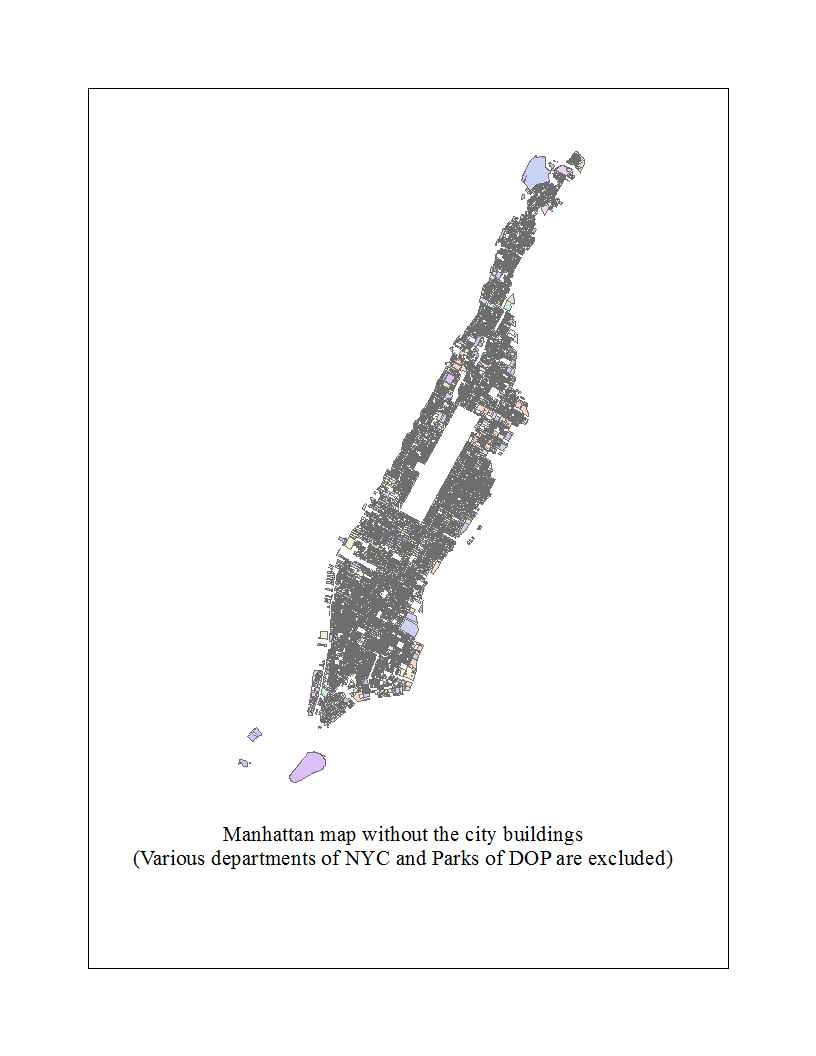 Manhattan map without the city buildings
(Various departments of NYC and Parks of DOP are excluded)